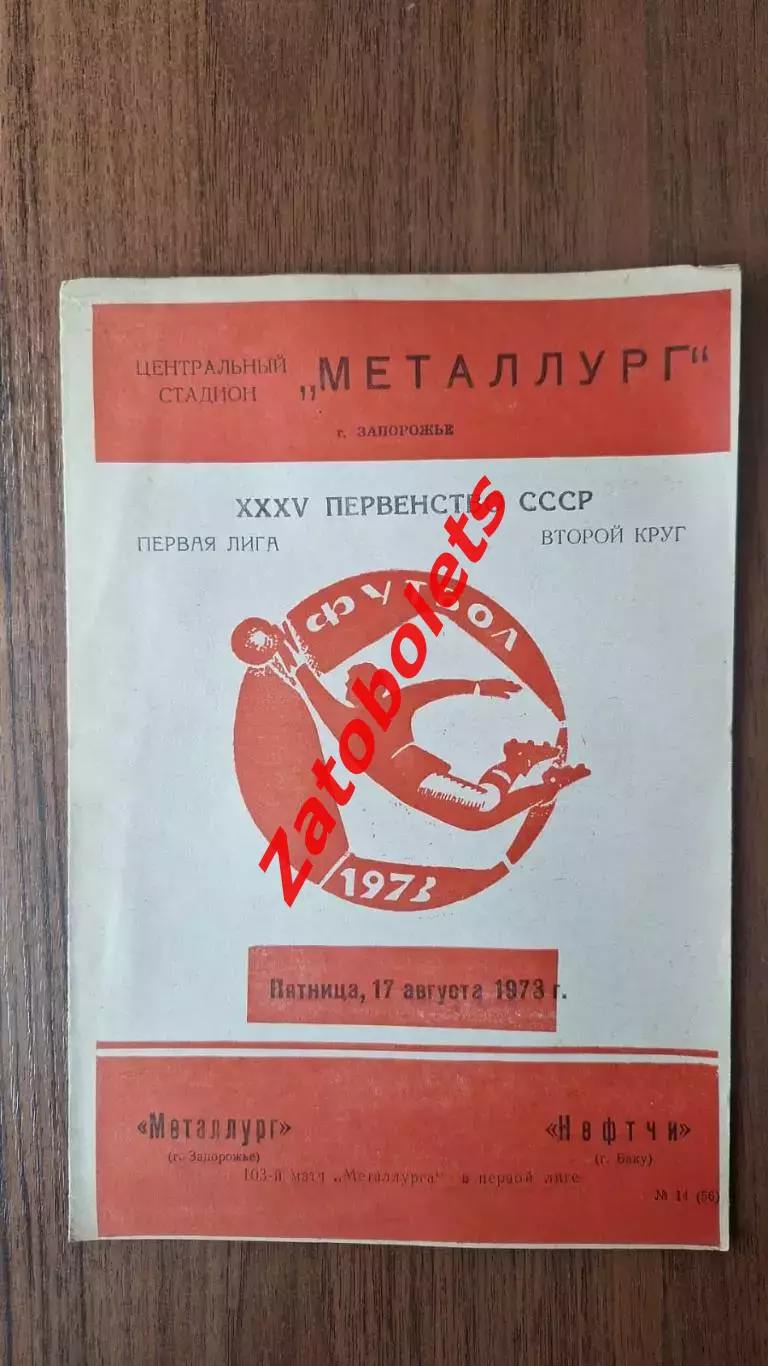 ЦЕНТРАЛЬНЫЙ
СТАДИОН
„МЕТАЛЛУРГ“
г. ЗАПОРОЖЬЕ
XXXV ПЕРВЕНСТВО СССР
ПЕРВАЯ ЛИГА
ВТОРОЙ КРУГ
ФУТБОЛ
1973
Zatobolets
Пятница, 17 августа 1973 г.
«Металлург»
(г. Запорожье)
«Нефтчи»
(г. Баку)
103-й матч „Металлурга“ в первой лиге
№ 14 (56)